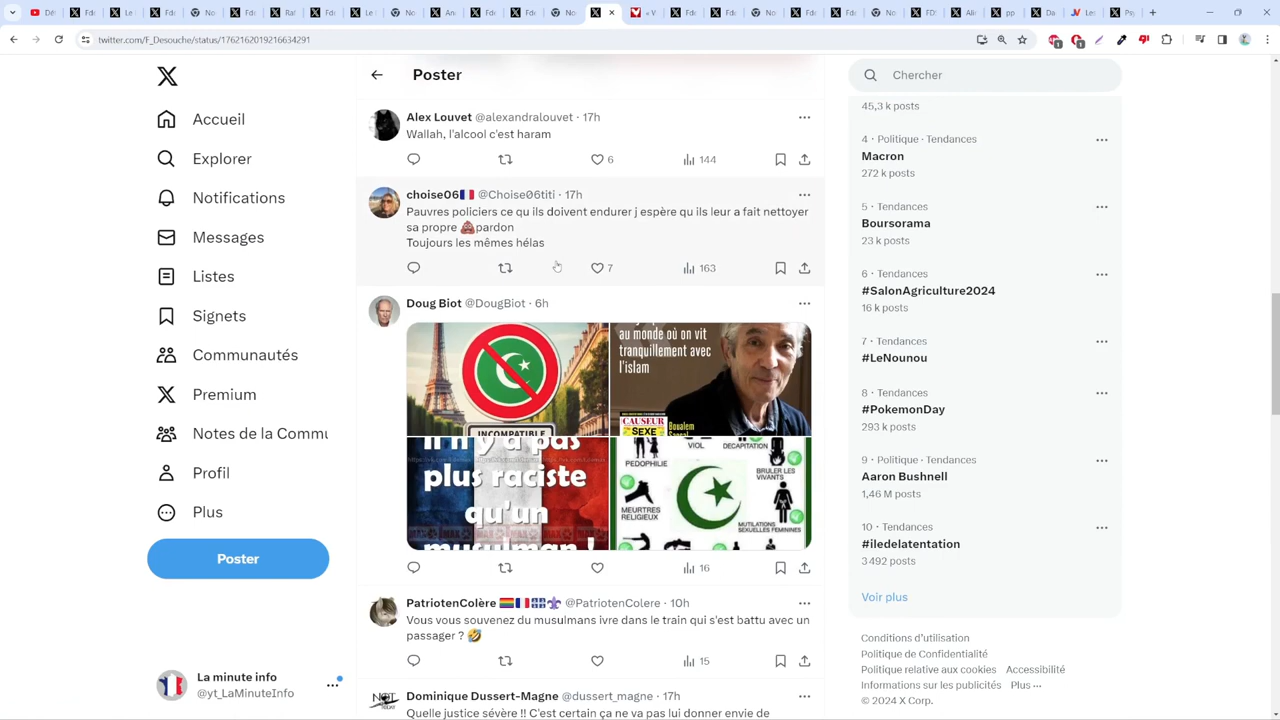 twitter.com/F_Desouche/status/1762162019216634291
Accueil
Explorer
Notifications
Messages
Listes
Signets
Communautés
Premium
Notes de la Commu
Profil
Plus
Poster
La minute info
@yt_LaMinuteInfo
Poster
Alex Louvet @alexandralouvet · 17h
Wallah, l'alcool c'est haram
6
144
choise06🇫🇷 @Choise06titi · 17h
Pauvres policiers ce qu ils doivent endurer j espère qu ils leur a fait nettoyer
sa propre 💩pardon
Toujours les mêmes hélas
7
163
Doug Biot @DougBiot · 6h
INCOMPATIBLE
au monde où on vit
tranquillement avec
l'islam
CAUSEUR
SEXE
Boualem
Il n'y a pas
plus raciste
qu'un
musulman !
VIOL
DECAPITATION
PEDOPHILIE
BRULER LES
VIVANTS
MEURTRES
RELIGIEUX
MUTILATIONS
SEXUELLES FEMININES
16
PatriotenColère @PatriotenColere · 10h
Vous vous souvenez du musulmans ivre dans le train qui s'est battu avec un
passager ? 🤣
15
Dominique Dussert-Magne @dussert_magne · 17h
Quelle justice sévère !! C'est certain ça ne va pas lui donner envie de
Chercher
45,3 k posts
4 · Politique · Tendances
Macron
272 k posts
5 · Tendances
Boursorama
23 k posts
6 · Tendances
#SalonAgriculture2024
16 k posts
7 · Tendances
#LeNounou
8 · Tendances
#PokemonDay
293 k posts
9 · Politique · Tendances
Aaron Bushnell
1,46 M posts
10 · Tendances
#iledelatentation
3 492 posts
Voir plus
Conditions d'utilisation
Politique de Confidentialité
Politique relative aux cookies Accessibilité
Informations sur les publicités Plus ···
© 2024 X Corp.